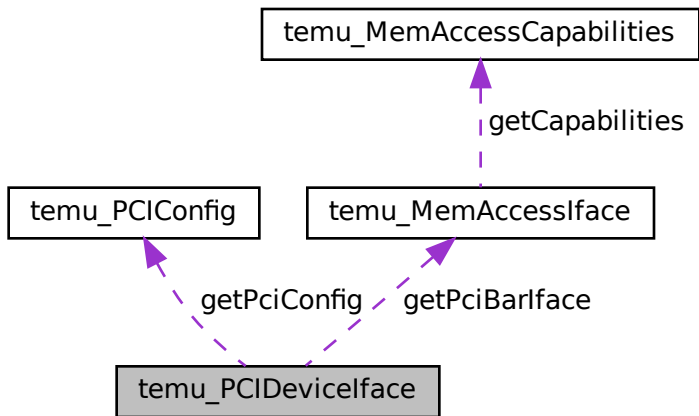 temu_MemAccessCapabilities
getCapabilities
temu_PCIConfig
temu_MemAccessIface
getPciConfig
getPciBarIface
temu_PCIDeviceIface